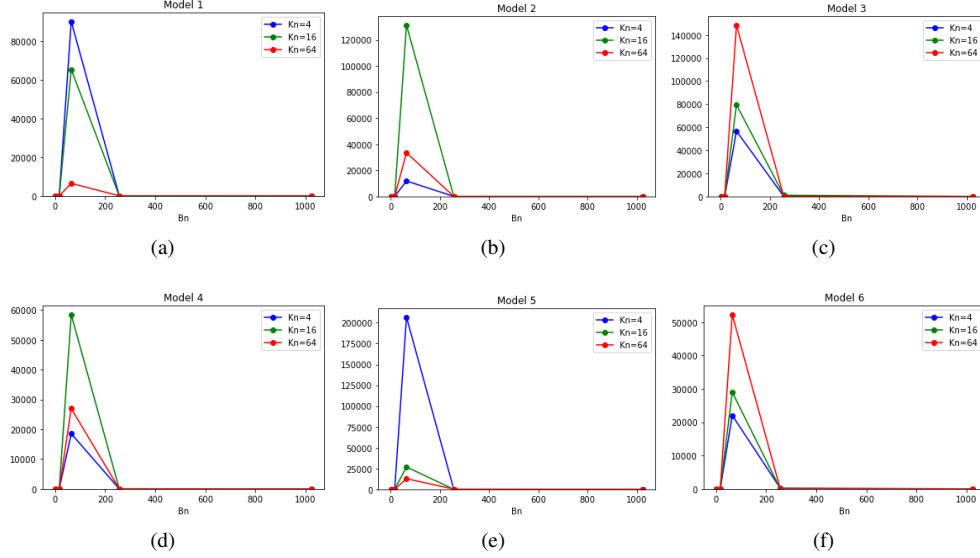 Model 1
80000
60000
40000
20000
0
0 200 400 600 800 1000
Bn
Kn=4
Kn=16
Kn=64
(a)
Model 2
120000
100000
80000
60000
40000
20000
0
0 200 400 600 800 1000
Bn
Kn=4
Kn=16
Kn=64
(b)
Model 3
140000
120000
100000
80000
60000
40000
20000
0
0 200 400 600 800 1000
Bn
Kn=4
Kn=16
Kn=64
(c)
Model 4
60000
50000
40000
30000
20000
10000
0
0 200 400 600 800 1000
Bn
Kn=4
Kn=16
Kn=64
(d)
Model 5
200000
175000
150000
125000
100000
75000
50000
25000
0
0 200 400 600 800 1000
Bn
Kn=4
Kn=16
Kn=64
(e)
Model 6
50000
40000
30000
20000
10000
0
0 200 400 600 800 1000
Bn
Kn=4
Kn=16
Kn=64
(f)